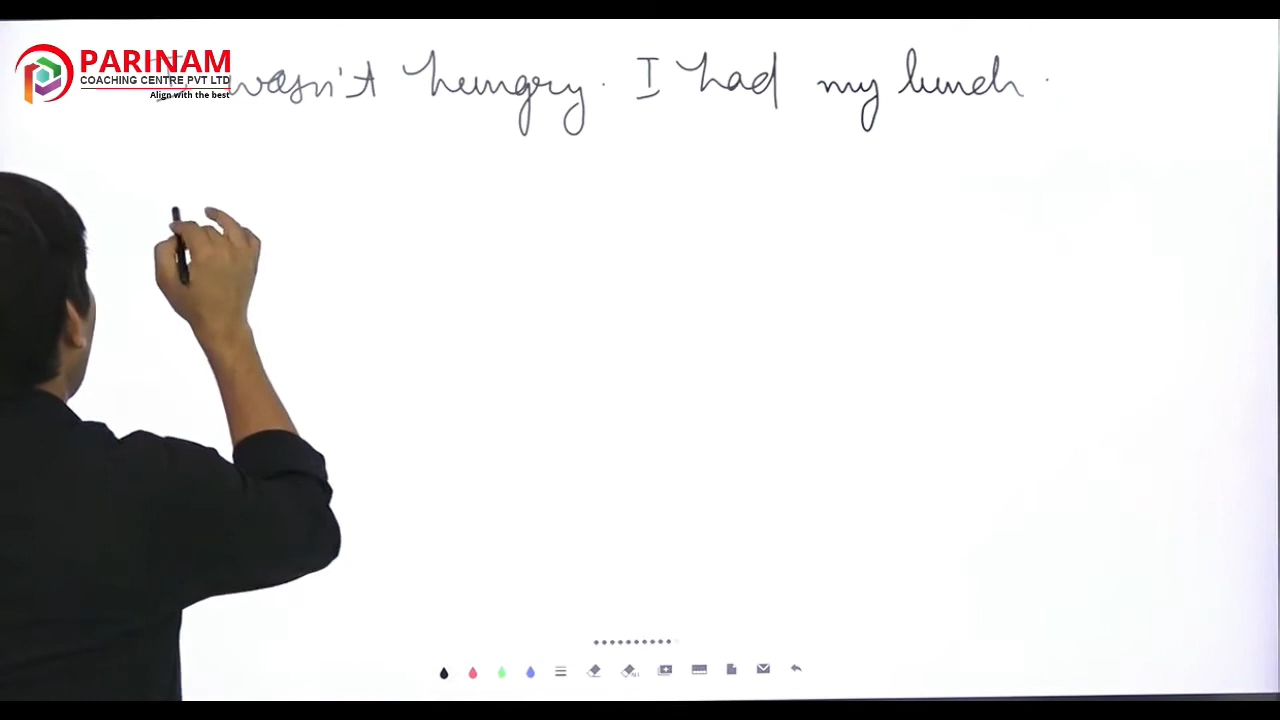 PARINAM
COACHING CENTRE PVT LTD
Align with the best
I wasn't hungry. I had my lunch.